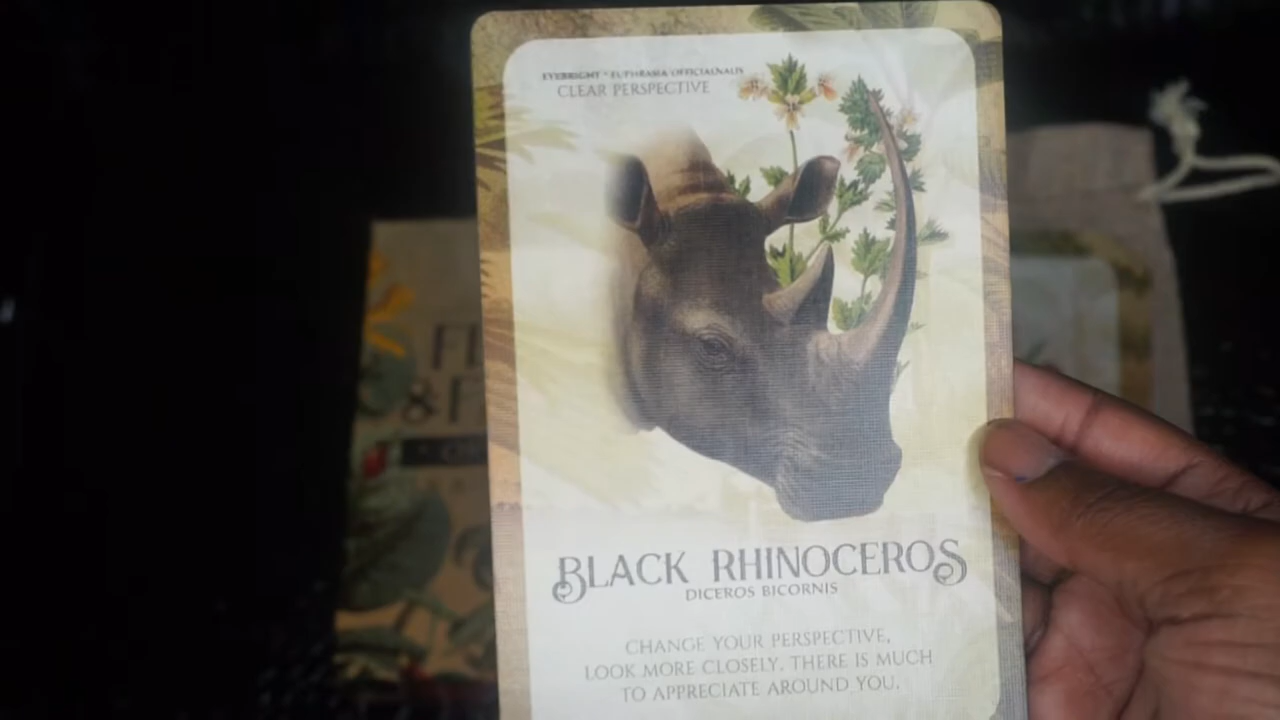 EYEBRIGHT • EUPHRASIA OFFICIALNALIS
CLEAR PERSPECTIVE
BLACK RHINOCEROS
DICEROS BICORNIS
CHANGE YOUR PERSPECTIVE,
LOOK MORE CLOSELY. THERE IS MUCH
TO APPRECIATE AROUND YOU.
&